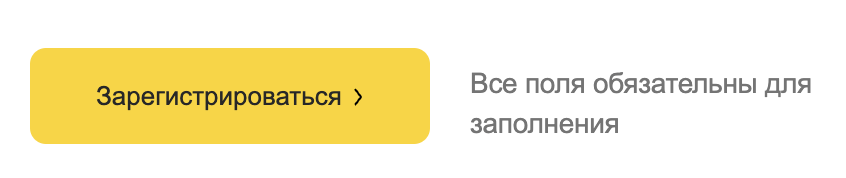 Зарегистрироваться >
Все поля обязательны для
заполнения